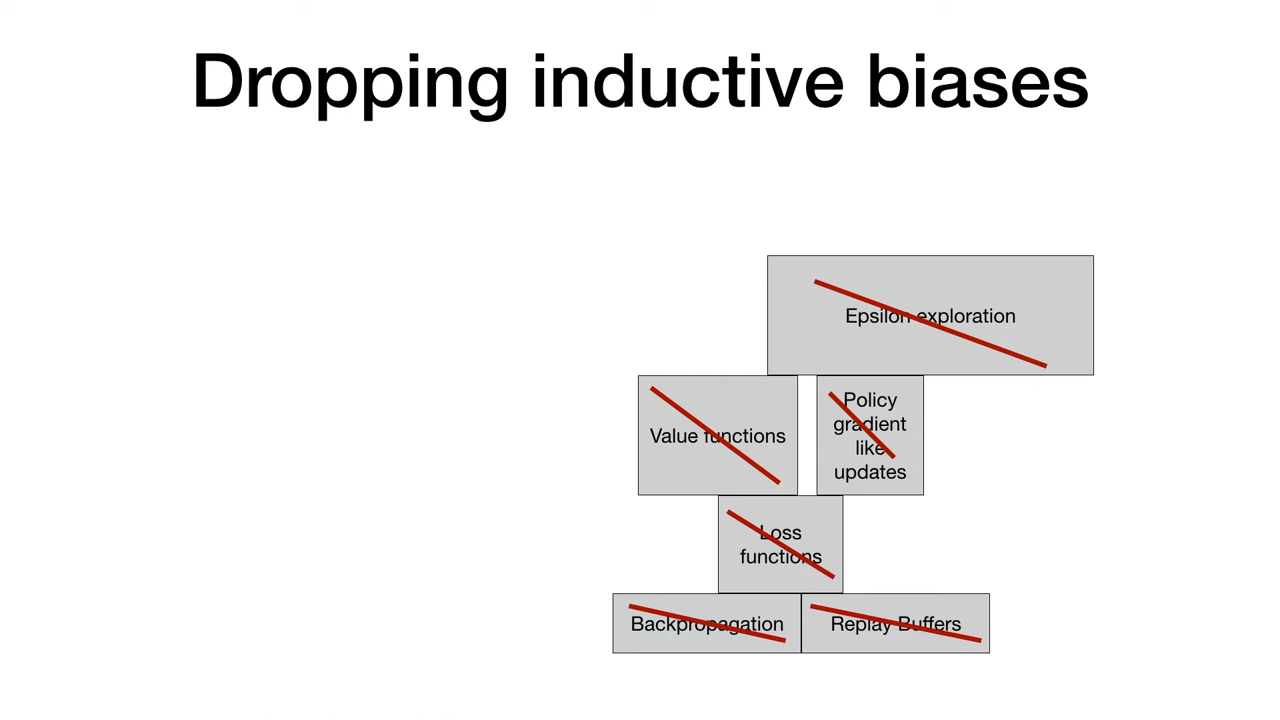 Dropping inductive biases
Epsilon exploration
Value functions
Policy
gradient
like
updates
Loss
functions
Backpropagation
Replay Buffers